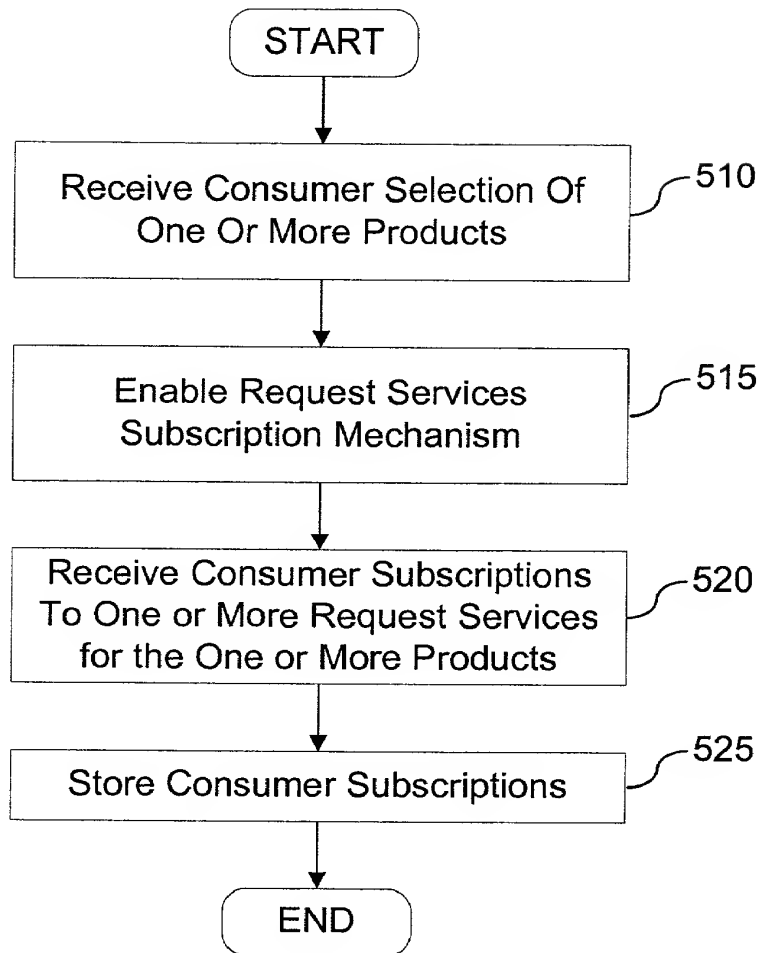 START
Receive Consumer Selection Of
One Or More Products
510
Enable Request Services
Subscription Mechanism
515
Receive Consumer Subscriptions
To One or More Request Services
for the One or More Products
520
Store Consumer Subscriptions
525
END